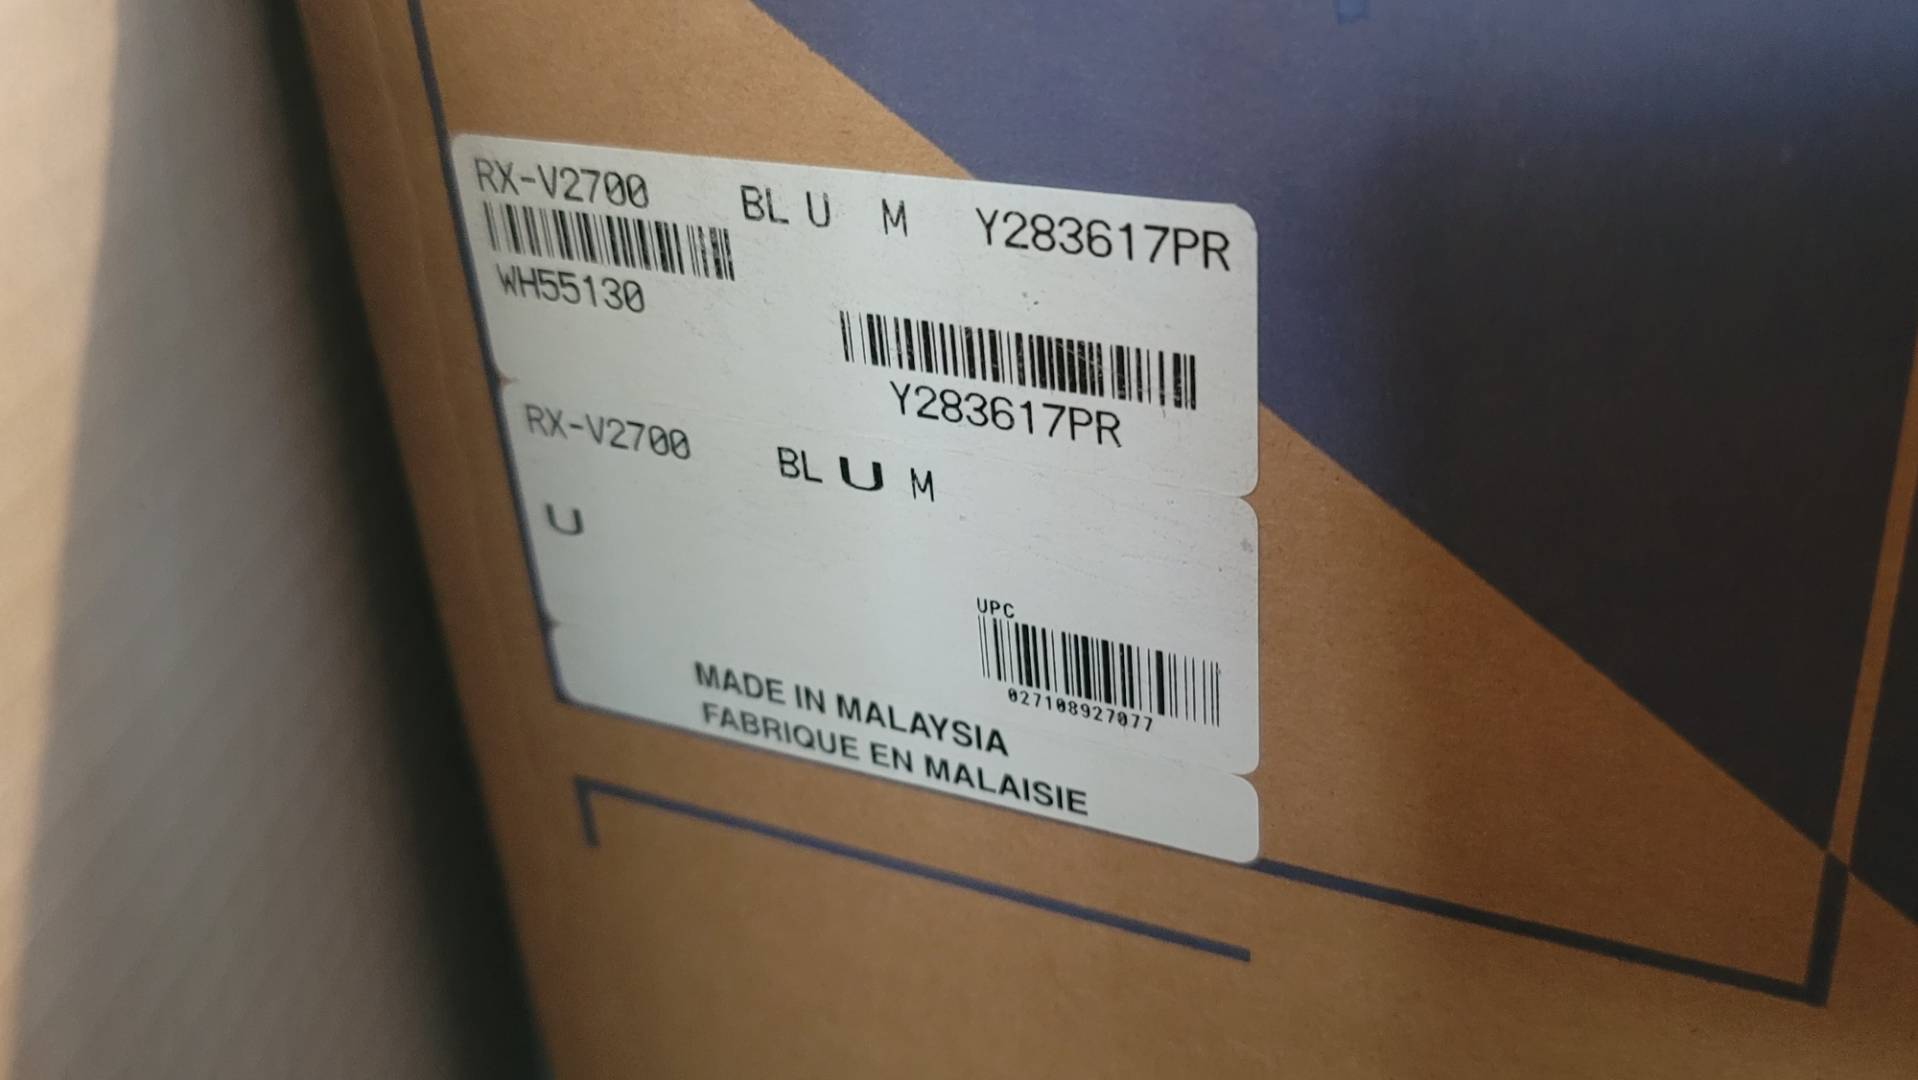 RX-V2700 BL U M Y283617PR
WH55130
Y283617PR
RX-V2700 BL U M
U
UPC
027108927077
MADE IN MALAYSIA
FABRIQUE EN MALAISIE